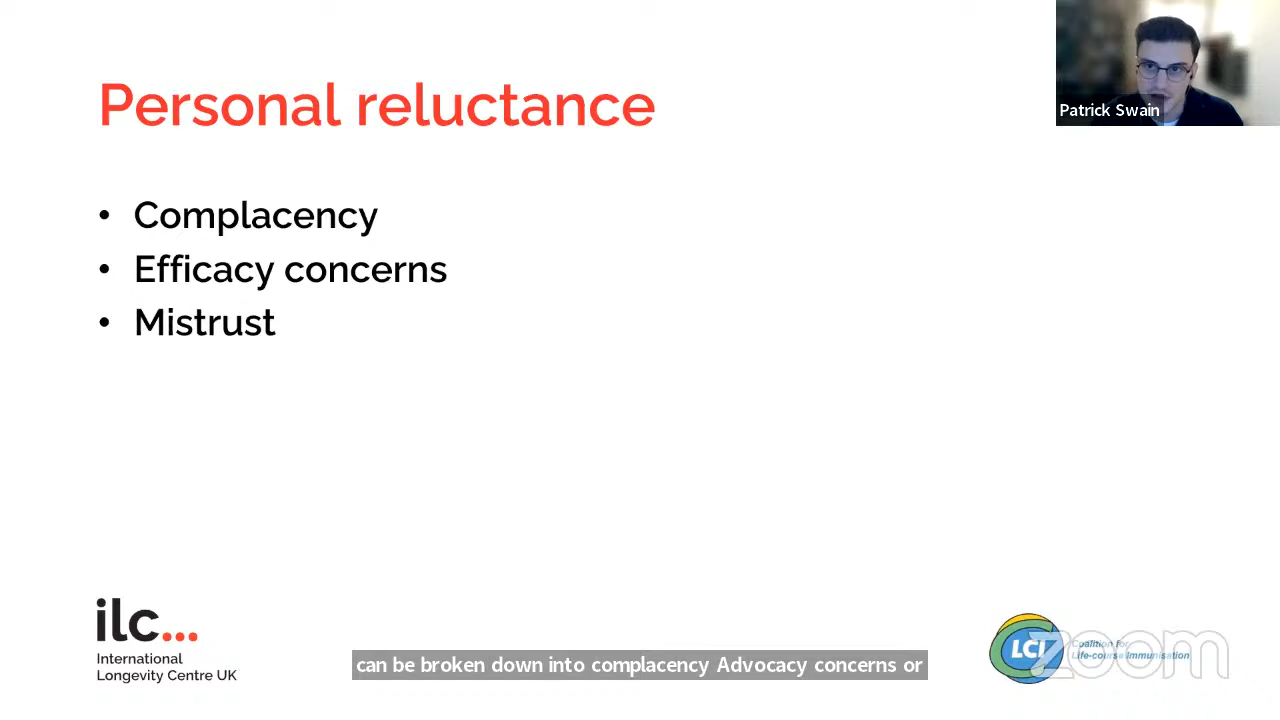 Personal reluctance
Patrick Swain
• Complacency
• Efficacy concerns
• Mistrust
ilc...
International
Longevity Centre UK
can be broken down into complacency Advocacy concerns or
LCI
Coalition for
Life-course Immunisation
zoom